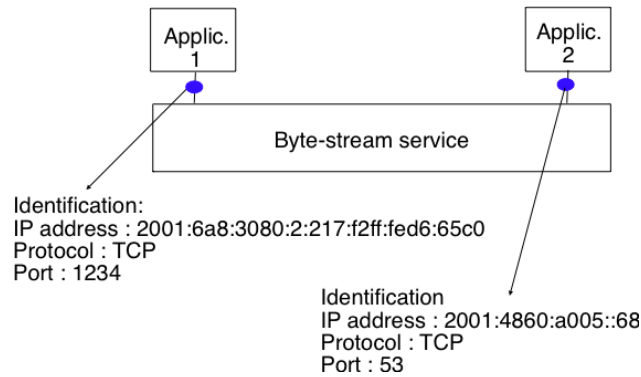 Applic.
1
Applic.
2
Byte-stream service
Identification:
IP address : 2001:6a8:3080:2:217:f2ff:fed6:65c0
Protocol : TCP
Port : 1234
Identification
IP address : 2001:4860:a005::68
Protocol : TCP
Port : 53